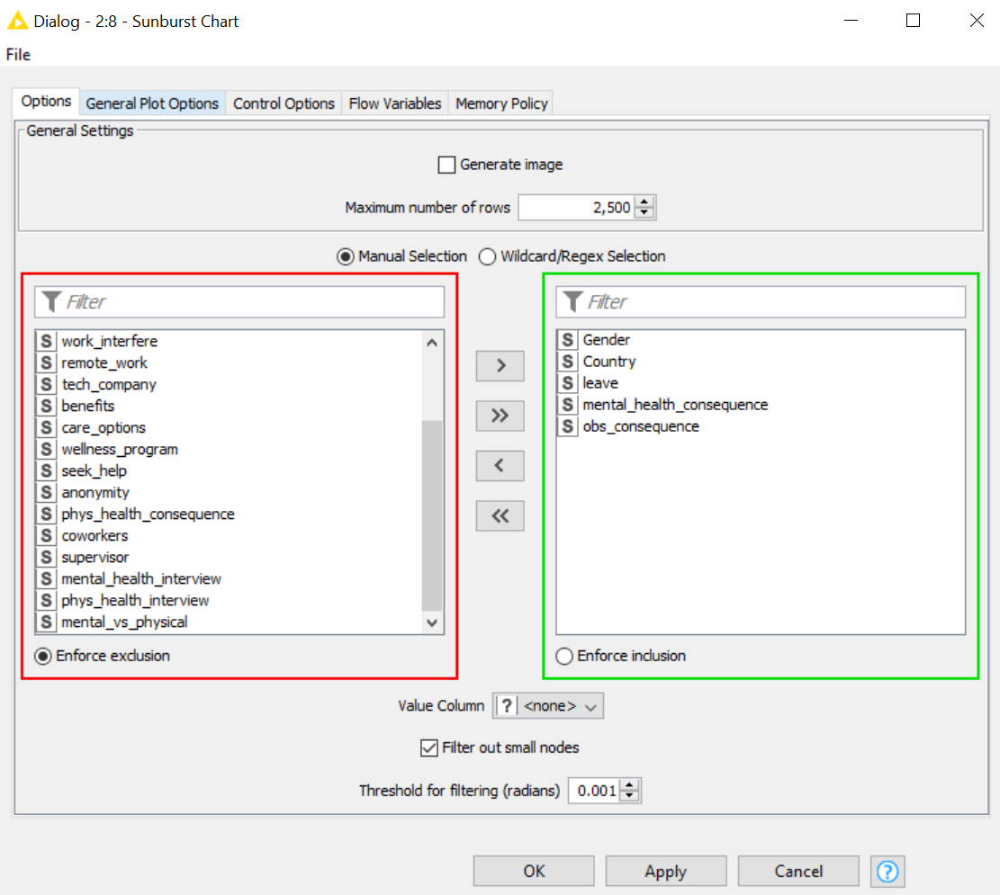 Dialog - 2:8 - Sunburst Chart
File
Options General Plot Options Control Options Flow Variables Memory Policy
General Settings
Generate image
Maximum number of rows 2,500
Manual Selection Wildcard/Regex Selection
Filter
S work_interfere
S remote_work
S tech_company
S benefits
S care_options
S wellness_program
S seek_help
S anonymity
S phys_health_consequence
S coworkers
S supervisor
S mental_health_interview
S phys_health_interview
S mental_vs_physical
Enforce exclusion
>
>>
<
<<
Filter
S Gender
S Country
S leave
S mental_health_consequence
S obs_consequence
Enforce inclusion
Value Column ? <none>
Filter out small nodes
Threshold for filtering (radians) 0.001
OK Apply Cancel ?